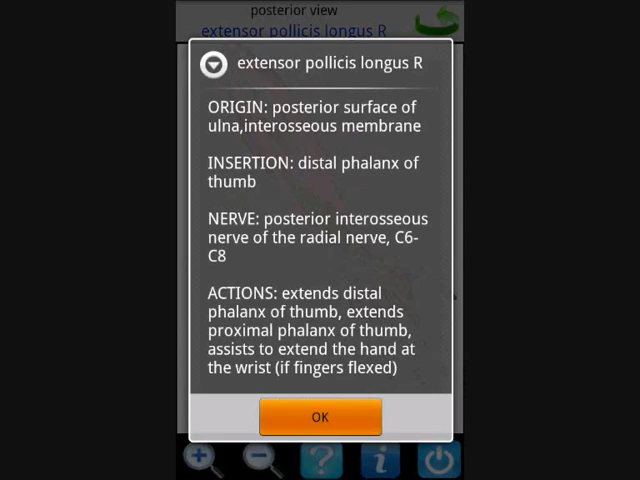 posterior view
extensor pollicis longus R
extensor pollicis longus R
ORIGIN: posterior surface of
ulna,interosseous membrane
INSERTION: distal phalanx of
thumb
NERVE: posterior interosseous
nerve of the radial nerve, C6-
C8
ACTIONS: extends distal
phalanx of thumb, extends
proximal phalanx of thumb,
assists to extend the hand at
the wrist (if fingers flexed)
OK